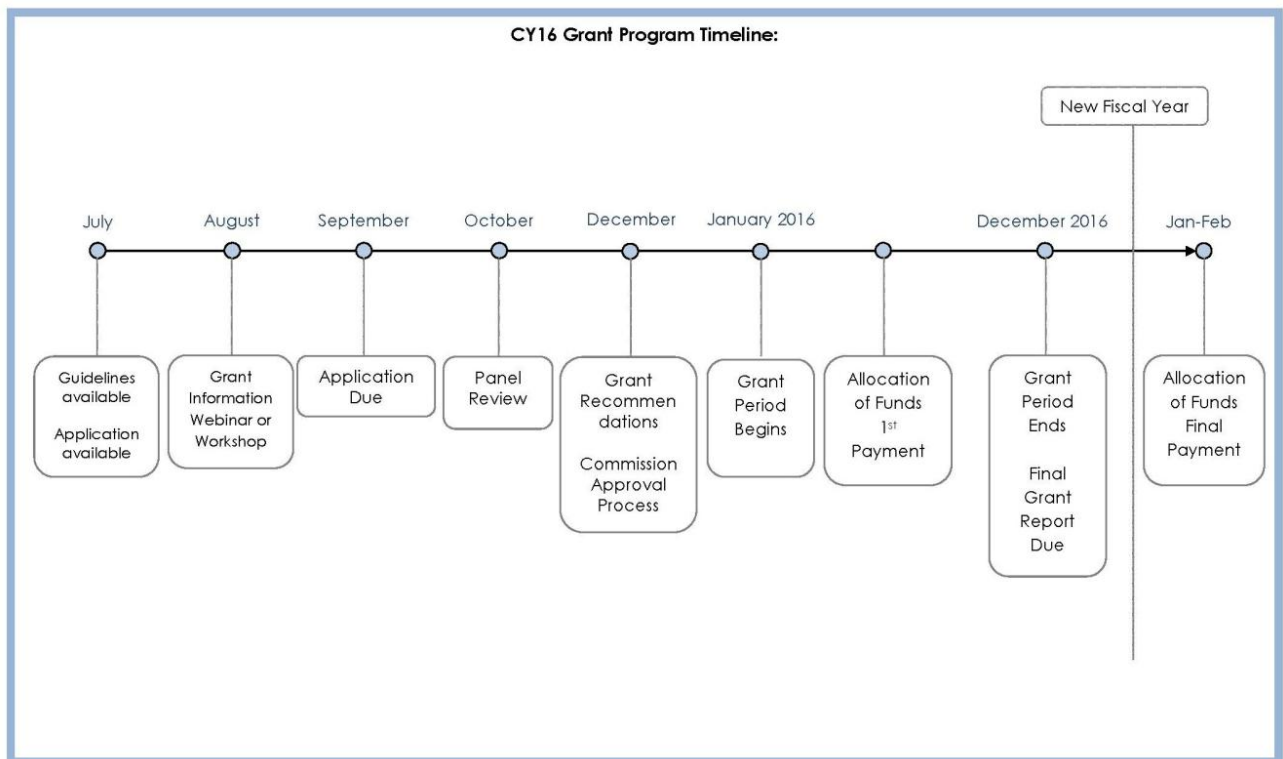 CY16 Grant Program Timeline:
New Fiscal Year
July
August
September
October
December
January 2016
December 2016
Jan-Feb
Guidelines
available
Application
available
Grant
Information
Webinar or
Workshop
Application
Due
Panel
Review
Grant
Recommen
dations
Commission
Approval
Process
Grant
Period
Begins
Allocation
of Funds
1st
Payment
Grant
Period
Ends
Final
Grant
Report
Due
Allocation
of Funds
Final
Payment